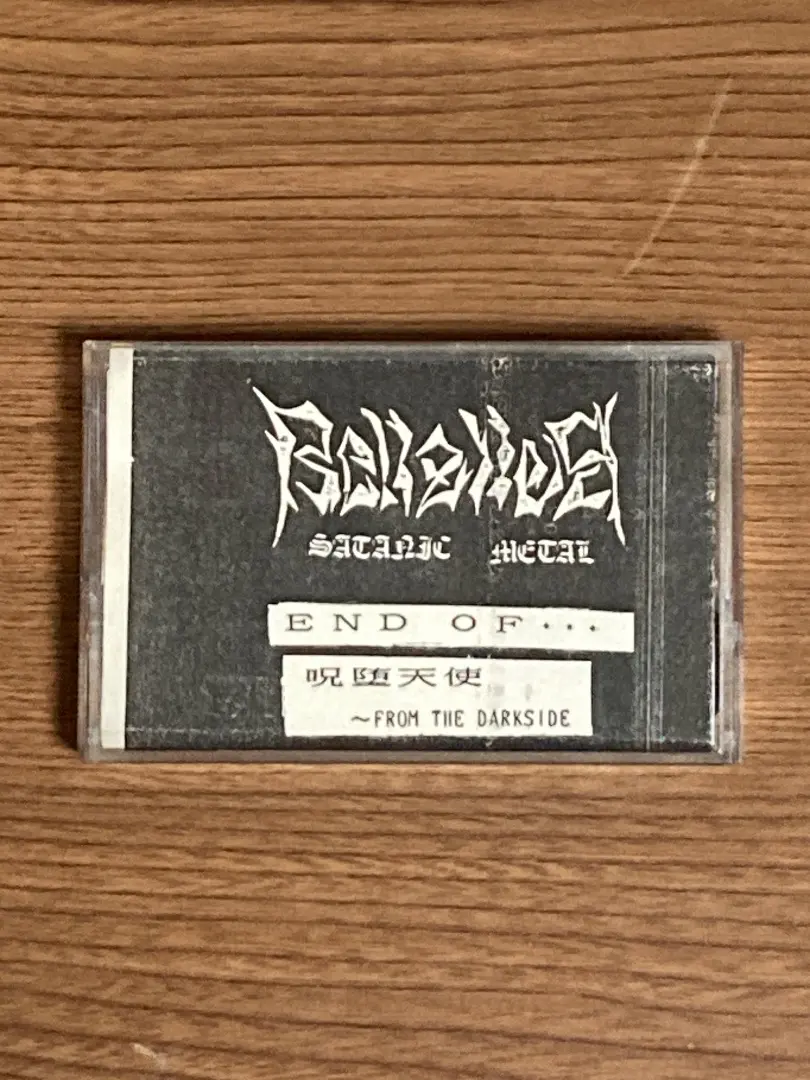 SATANIC METAL
END OF...
呪堕天使
~FROM THE DARKSIDE